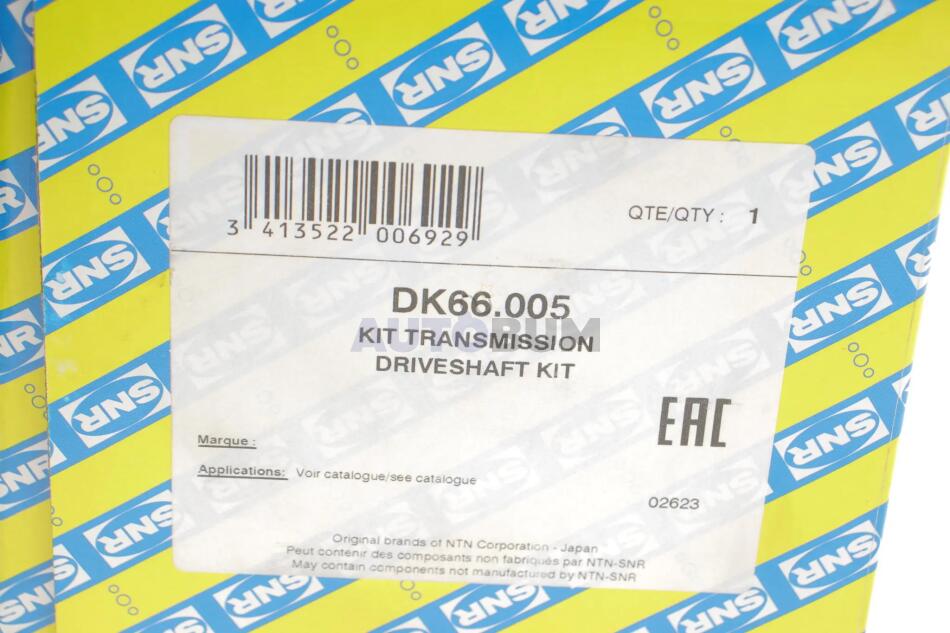 SNR
3 413522 006929
QTE/QTY : 1
DK66.005
AUTOBUM
KIT TRANSMISSION
DRIVESHAFT KIT
EAC
Marque :
Applications: Voir catalogue/see catalogue
02623
Original brands of NTN Corporation - Japan
Peut contenir des composants non fabriqués par NTN-SNR
May contain components not manufactured by NTN-SNR